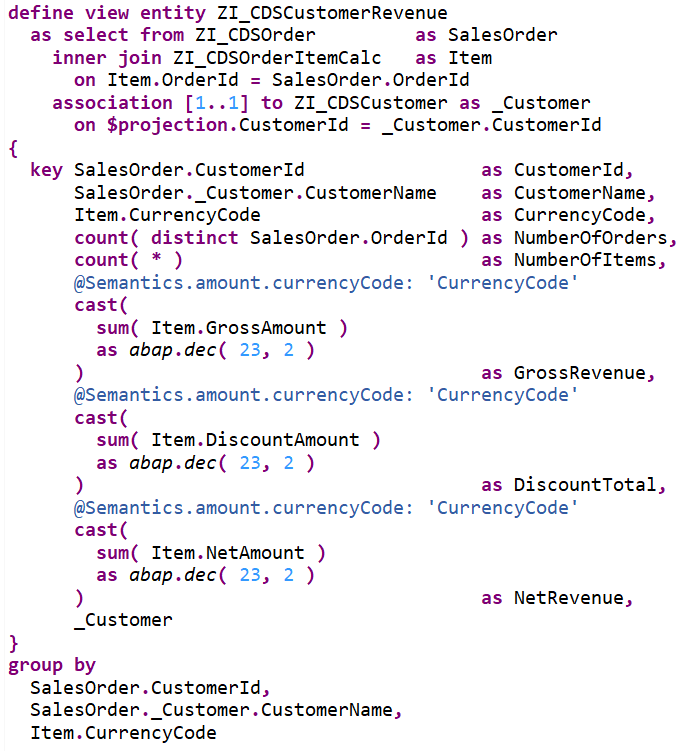 define view entity ZI_CDSCustomerRevenue
  as select from ZI_CDSOrder         as SalesOrder
    inner join ZI_CDSOrderItemCalc   as Item
      on Item.OrderId = SalesOrder.OrderId
    association [1..1] to ZI_CDSCustomer as _Customer
      on $projection.CustomerId = _Customer.CustomerId
{
  key SalesOrder.CustomerId                as CustomerId,
      SalesOrder._Customer.CustomerName    as CustomerName,
      Item.CurrencyCode                    as CurrencyCode,
      count( distinct SalesOrder.OrderId ) as NumberOfOrders,
      count( * )                           as NumberOfItems,
      @Semantics.amount.currencyCode: 'CurrencyCode'
      cast(
        sum( Item.GrossAmount )
        as abap.dec( 23, 2 )
      )                                    as GrossRevenue,
      @Semantics.amount.currencyCode: 'CurrencyCode'
      cast(
        sum( Item.DiscountAmount )
        as abap.dec( 23, 2 )
      )                                    as DiscountTotal,
      @Semantics.amount.currencyCode: 'CurrencyCode'
      cast(
        sum( Item.NetAmount )
        as abap.dec( 23, 2 )
      )                                    as NetRevenue,
      _Customer
}
group by
  SalesOrder.CustomerId,
  SalesOrder._Customer.CustomerName,
  Item.CurrencyCode